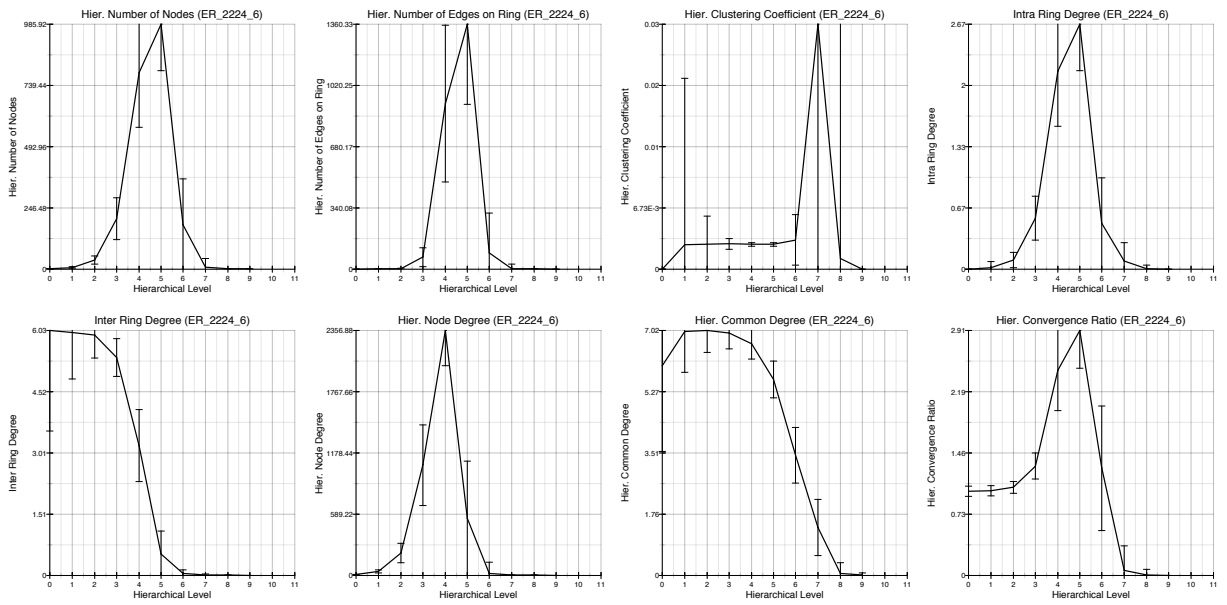 Hier. Number of Nodes (ER_2224_6)
985.92
739.44
492.96
246.48
0
Hier. Number of Nodes
0 1 2 3 4 5 6 7 8 9 10 11
Hierarchical Level
Hier. Number of Edges on Ring (ER_2224_6)
1360.33
1020.25
680.17
340.08
0
Hier. Number of Edges on Ring
0 1 2 3 4 5 6 7 8 9 10 11
Hierarchical Level
Hier. Clustering Coefficient (ER_2224_6)
0.03
0.02
0.01
6.73E-3
0
Hier. Clustering Coefficient
0 1 2 3 4 5 6 7 8 9 10 11
Hierarchical Level
Intra Ring Degree (ER_2224_6)
2.67
2
1.33
0.67
0
Intra Ring Degree
0 1 2 3 4 5 6 7 8 9 10 11
Hierarchical Level
Inter Ring Degree (ER_2224_6)
6.03
4.52
3.01
1.51
0
Inter Ring Degree
0 1 2 3 4 5 6 7 8 9 10 11
Hierarchical Level
Hier. Node Degree (ER_2224_6)
2356.88
1767.66
1178.44
589.22
0
Hier. Node Degree
0 1 2 3 4 5 6 7 8 9 10 11
Hierarchical Level
Hier. Common Degree (ER_2224_6)
7.02
5.27
3.51
1.76
0
Hier. Common Degree
0 1 2 3 4 5 6 7 8 9 10 11
Hierarchical Level
Hier. Convergence Ratio (ER_2224_6)
2.91
2.19
1.46
0.73
0
Hier. Convergence Ratio
0 1 2 3 4 5 6 7 8 9 10 11
Hierarchical Level